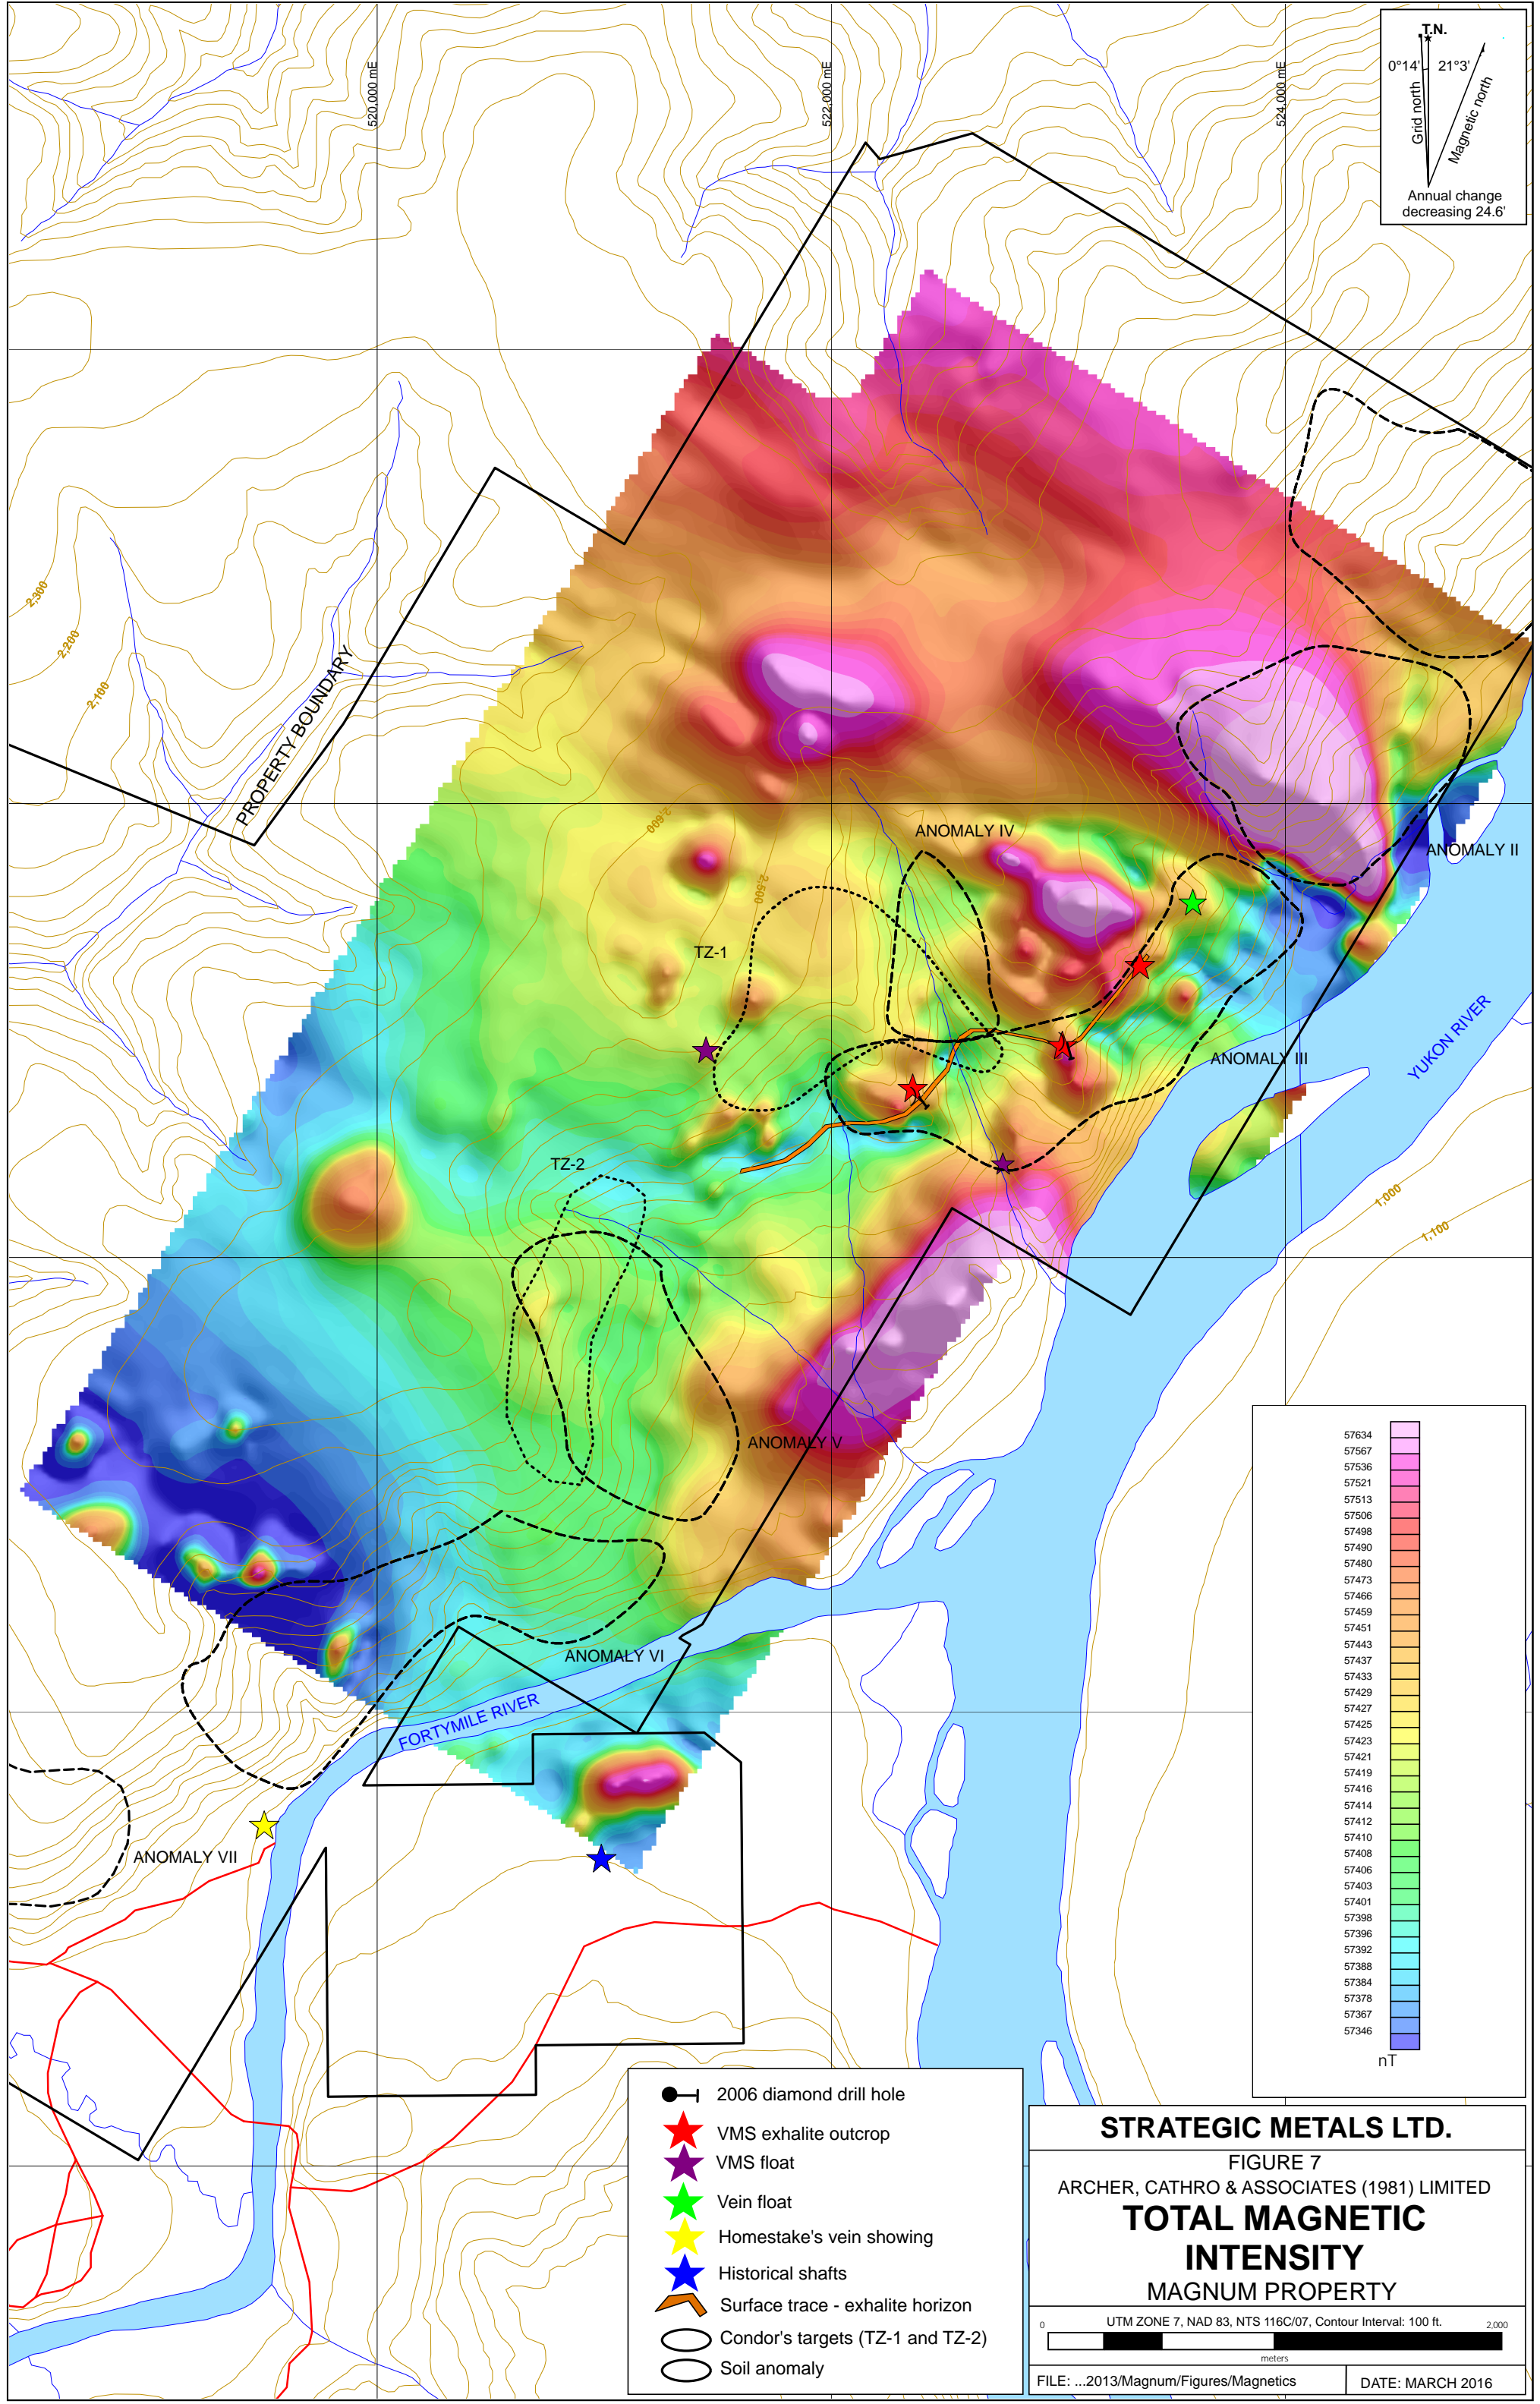 T.N.
0°14'
21°3'
Grid north
Magnetic north
Annual change
decreasing 24.6'
520,000 mE
522,000 mE
524,000 mE
2,300
2,200
2,100
PROPERTY BOUNDARY
2,600
2,500
ANOMALY IV
ANOMALY II
TZ-1
ANOMALY III
YUKON RIVER
TZ-2
1,000
1,100
ANOMALY V
ANOMALY VI
FORTYMILE RIVER
ANOMALY VII
57634
57567
57536
57521
57513
57506
57498
57490
57480
57473
57466
57459
57451
57443
57437
57433
57429
57427
57425
57423
57421
57419
57416
57414
57412
57410
57408
57406
57403
57401
57398
57396
57392
57388
57384
57378
57367
57346
nT
2006 diamond drill hole
VMS exhalite outcrop
VMS float
Vein float
Homestake's vein showing
Historical shafts
Surface trace - exhalite horizon
Condor's targets (TZ-1 and TZ-2)
Soil anomaly
STRATEGIC METALS LTD.
FIGURE 7
ARCHER, CATHRO & ASSOCIATES (1981) LIMITED
TOTAL MAGNETIC
INTENSITY
MAGNUM PROPERTY
UTM ZONE 7, NAD 83, NTS 116C/07, Contour Interval: 100 ft.
0
2,000
meters
FILE: ...2013/Magnum/Figures/Magnetics
DATE: MARCH 2016